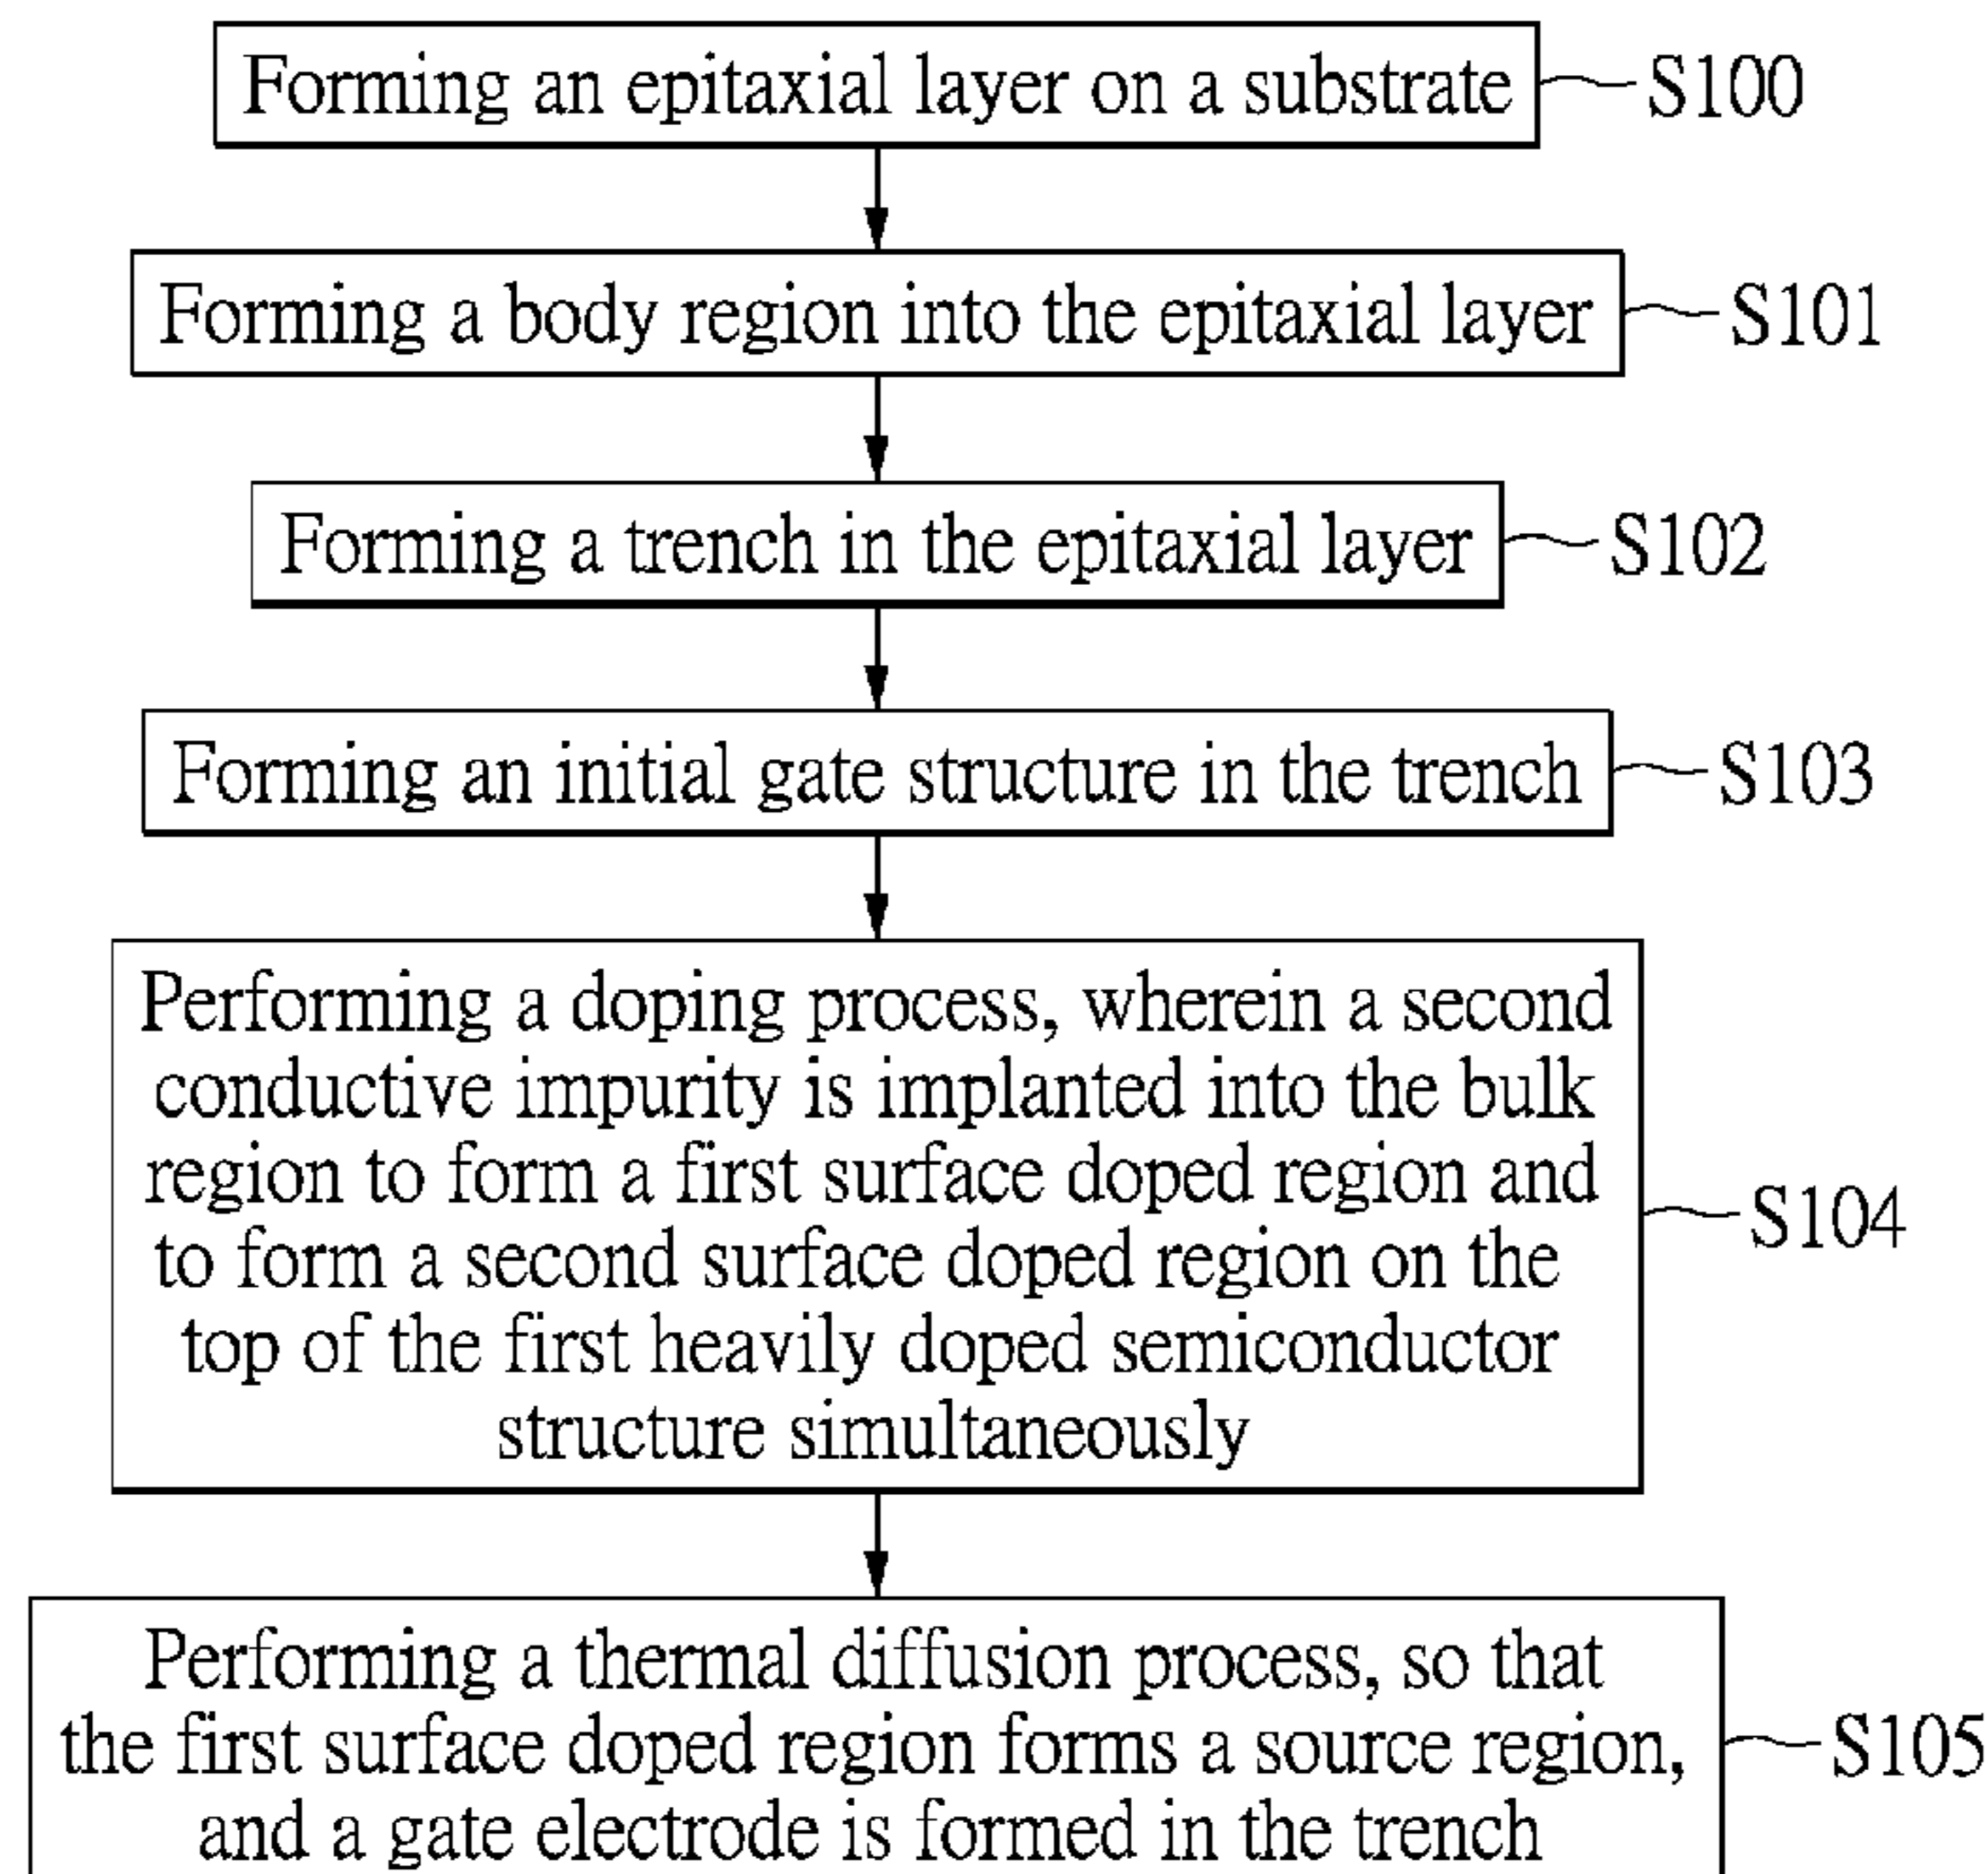 Forming an epitaxial layer on a substrate
S100
Forming a body region into the epitaxial layer
S101
Forming a trench in the epitaxial layer
S102
Forming an initial gate structure in the trench
S103
Performing a doping process, wherein a second
conductive impurity is implanted into the bulk
region to form a first surface doped region and
to form a second surface doped region on the
top of the first heavily doped semiconductor
structure simultaneously
S104
Performing a thermal diffusion process, so that
the first surface doped region forms a source region,
and a gate electrode is formed in the trench
S105